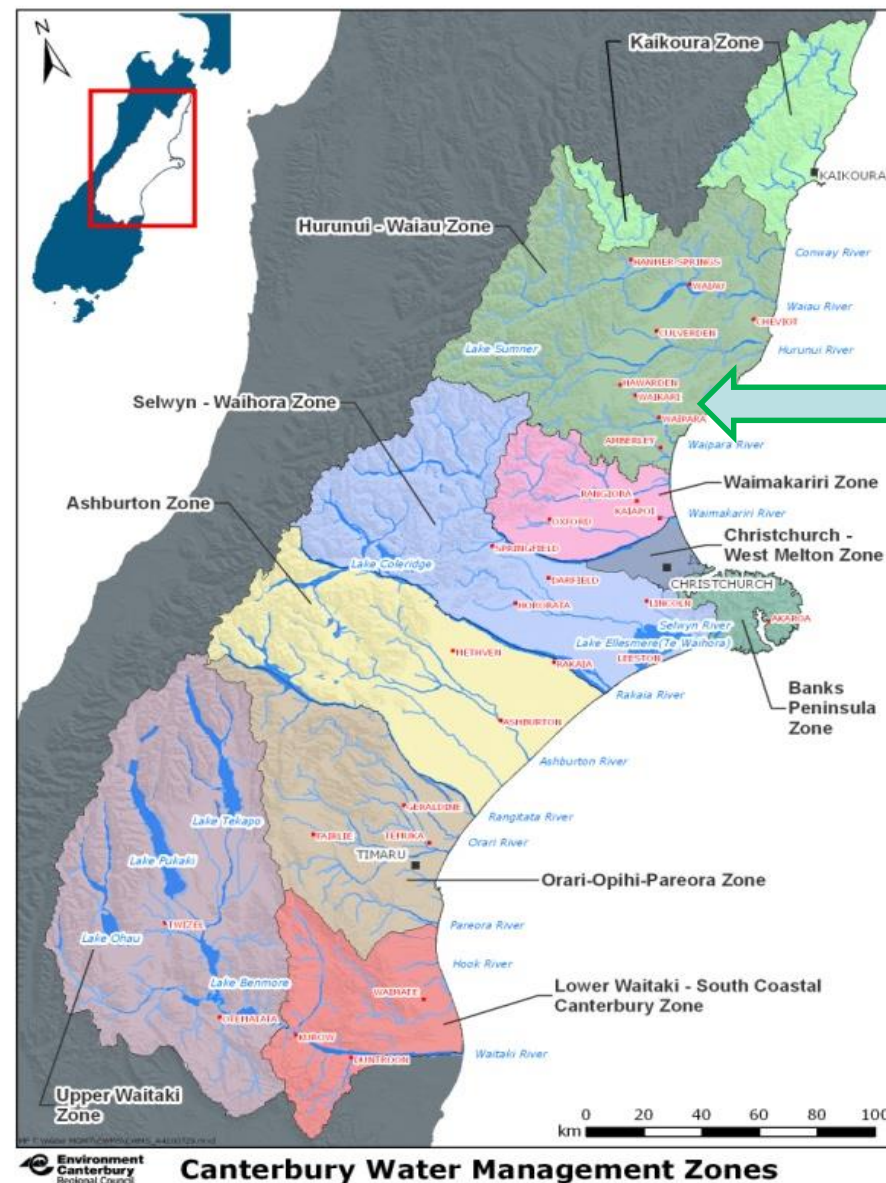 N
Kaikoura Zone
KAIKOURA
Hurunui - Waiau Zone
Conway River
HANMER SPRINGS
WAIAU
Waiau River
CHEVIOT
CULVERDEN
Lake Sumner
Hurunui River
HAWARDEN
WAIKARI
Selwyn - Waihora Zone
WAIPARA
AMBERLEY
Waipara River
Waimakariri Zone
RANGIORA
Ashburton Zone
KAIAPOI
Waimakariri River
OXFORD
Christchurch -
West Melton Zone
SPRINGFIELD
Lake Coleridge
DARFIELD
CHRISTCHURCH
HORORATA
LINCOLN
AKAROA
Selwyn River
Lake Ellesmere(Te Waihora)
METHVEN
RAKAIA
LEESTON
Rakaia River
Banks
Peninsula
Zone
ASHBURTON
Ashburton River
GERALDINE
Rangitata River
Lake Tekapo
FAIRLIE
TEMUKA
Orari River
TIMARU
Lake Pukaki
Orari-Opihi-Pareora Zone
Pareora River
TWIZEL
Lake Ohau
Hook River
Lake Benmore
WAIMATE
Lower Waitaki - South Coastal
Canterbury Zone
OTEMATATA
KUROW
DUNTROON
Waitaki River
Upper Waitaki
Zone
0 20 40 60 80 100
km
Environment
Canterbury
Regional Council
Canterbury Water Management Zones